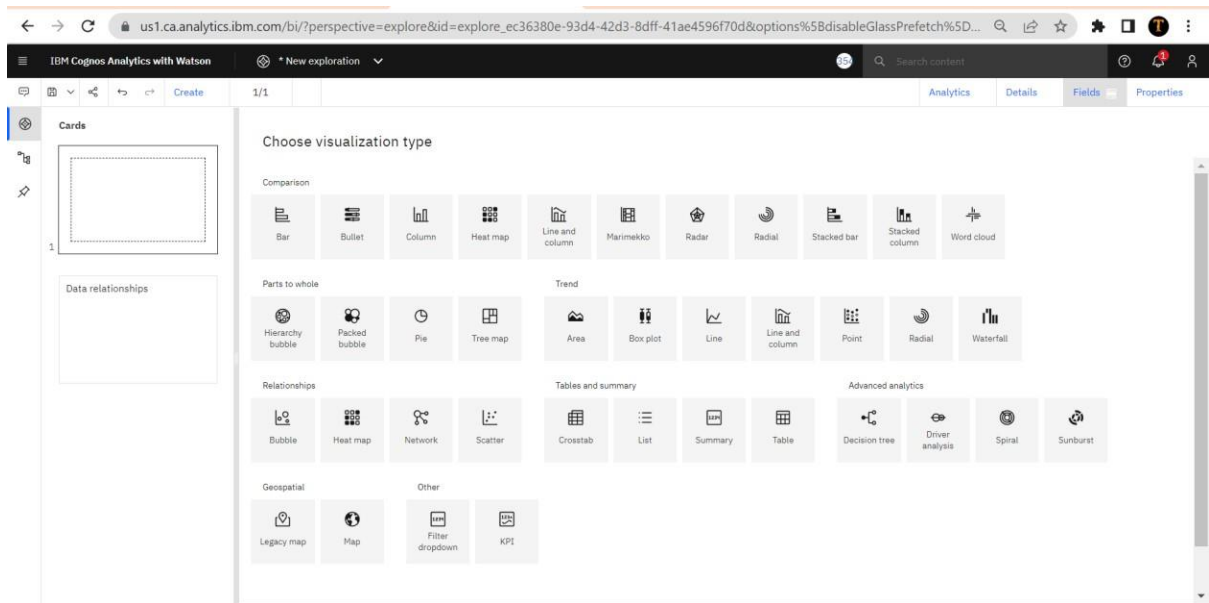 us1.ca.analytics.ibm.com/bi/?perspective=explore&id=explore_ec36380e-93d4-42d3-8dff-41ae4596f70d&options%5BdisableGlassPrefetch%5D...
T
IBM Cognos Analytics with Watson
* New exploration
Search content
1
Create
1/1
Analytics
Details
Fields
Properties
Cards
1
Data relationships
Choose visualization type
Comparison
Bar
Bullet
Column
Heat map
Line and
column
Marimekko
Radar
Radial
Stacked bar
Stacked
column
Word cloud
Parts to whole
Hierarchy
bubble
Packed
bubble
Pie
Tree map
Trend
Area
Box plot
Line
Line and
column
Point
Radial
Waterfall
Relationships
Bubble
Heat map
Network
Scatter
Tables and summary
Crosstab
List
Summary
Table
Advanced analytics
Decision tree
Driver
analysis
Spiral
Sunburst
Geospatial
Legacy map
Map
Other
Filter
dropdown
KPI